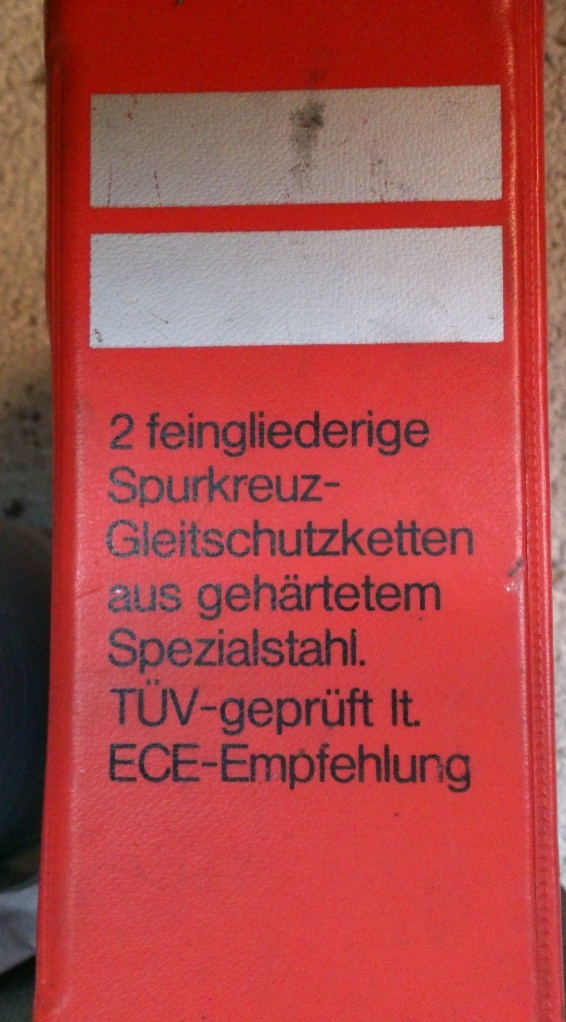 2 feingliederige
Spurkreuz-
Gleitschutzketten
aus gehärtetem
Spezialstahl.
TÜV-geprüft lt.
ECE-Empfehlung